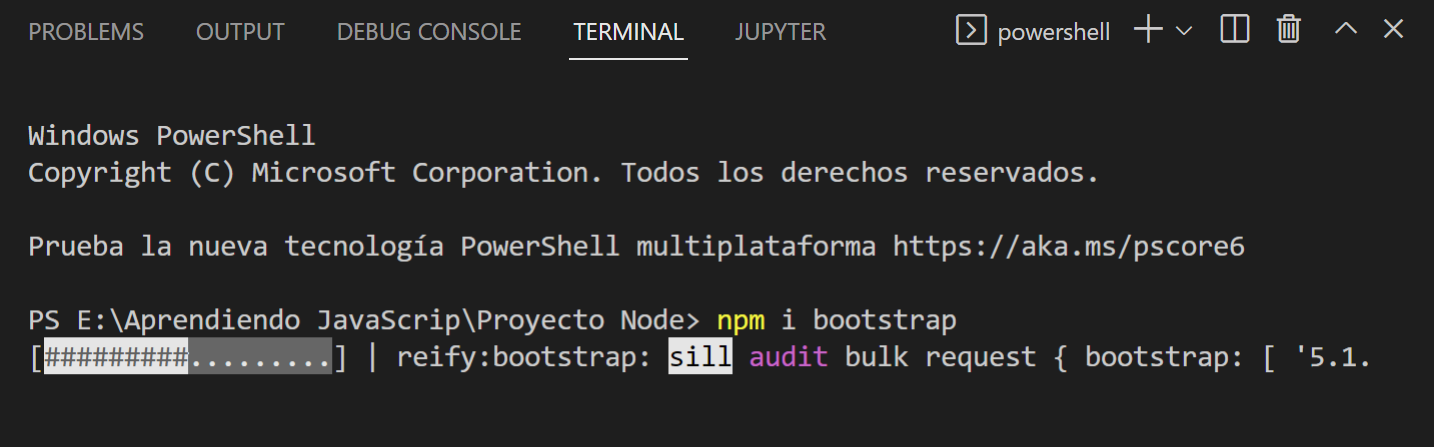 PROBLEMS OUTPUT DEBUG CONSOLE TERMINAL JUPYTER powershell
Windows PowerShell
Copyright (C) Microsoft Corporation. Todos los derechos reservados.
Prueba la nueva tecnología PowerShell multiplataforma https://aka.ms/pscore6
PS E:\Aprendiendo JavaScrip\Proyecto Node> npm i bootstrap
[#########.........] | reify:bootstrap: sill audit bulk request { bootstrap: [ '5.1.